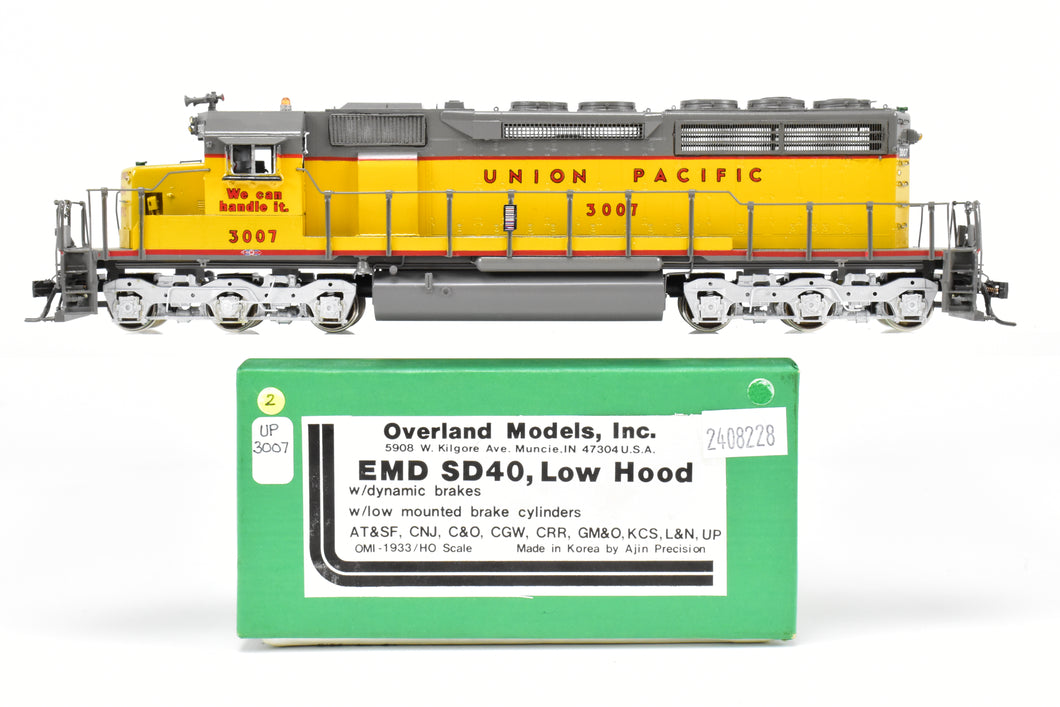 UNION PACIFIC
We can
handle it.
3007
3007
2
UP
3007
2408228
Overland Models, Inc.
5908 W. Kilgore Ave. Muncie,IN 47304 U.S.A.
EMD SD40, Low Hood
w/dynamic brakes
w/low mounted brake cylinders
AT&SF, CNJ, C&O, CGW, CRR, GM&O, KCS, L&N, UP
OMI-1933/HO Scale Made in Korea by Ajin Precision